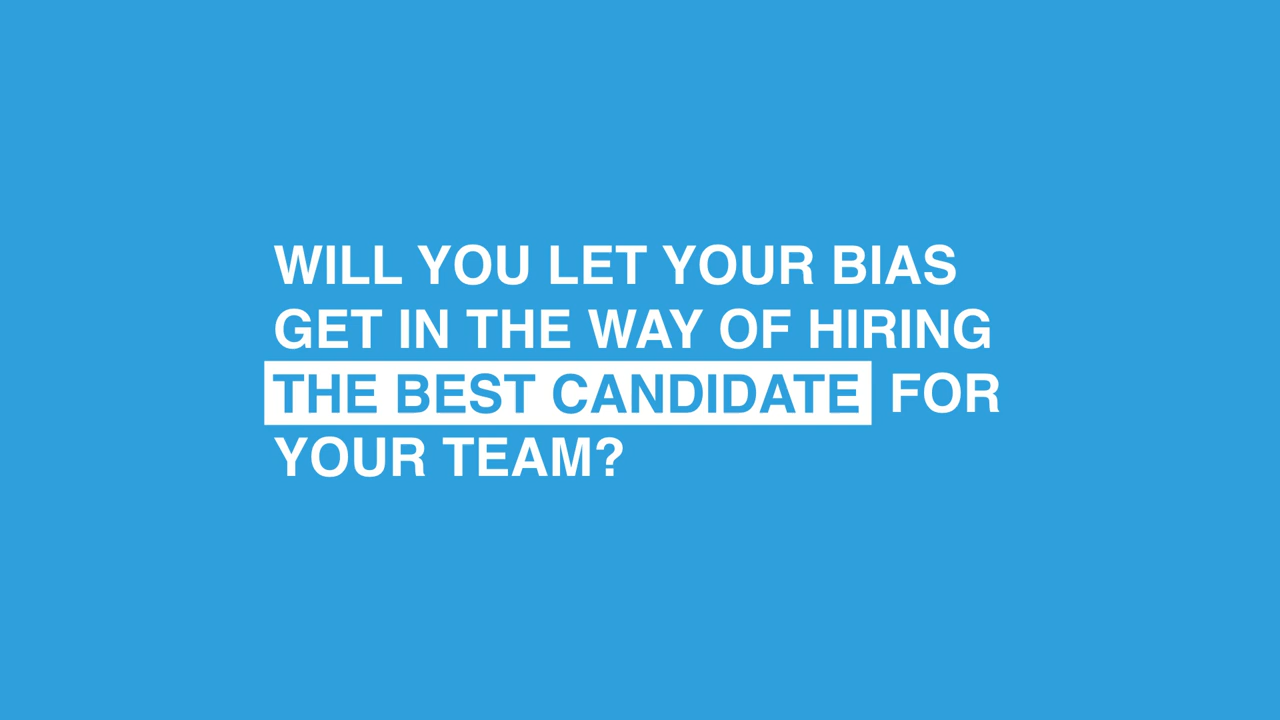 WILL YOU LET YOUR BIAS
GET IN THE WAY OF HIRING
THE BEST CANDIDATE FOR
YOUR TEAM?